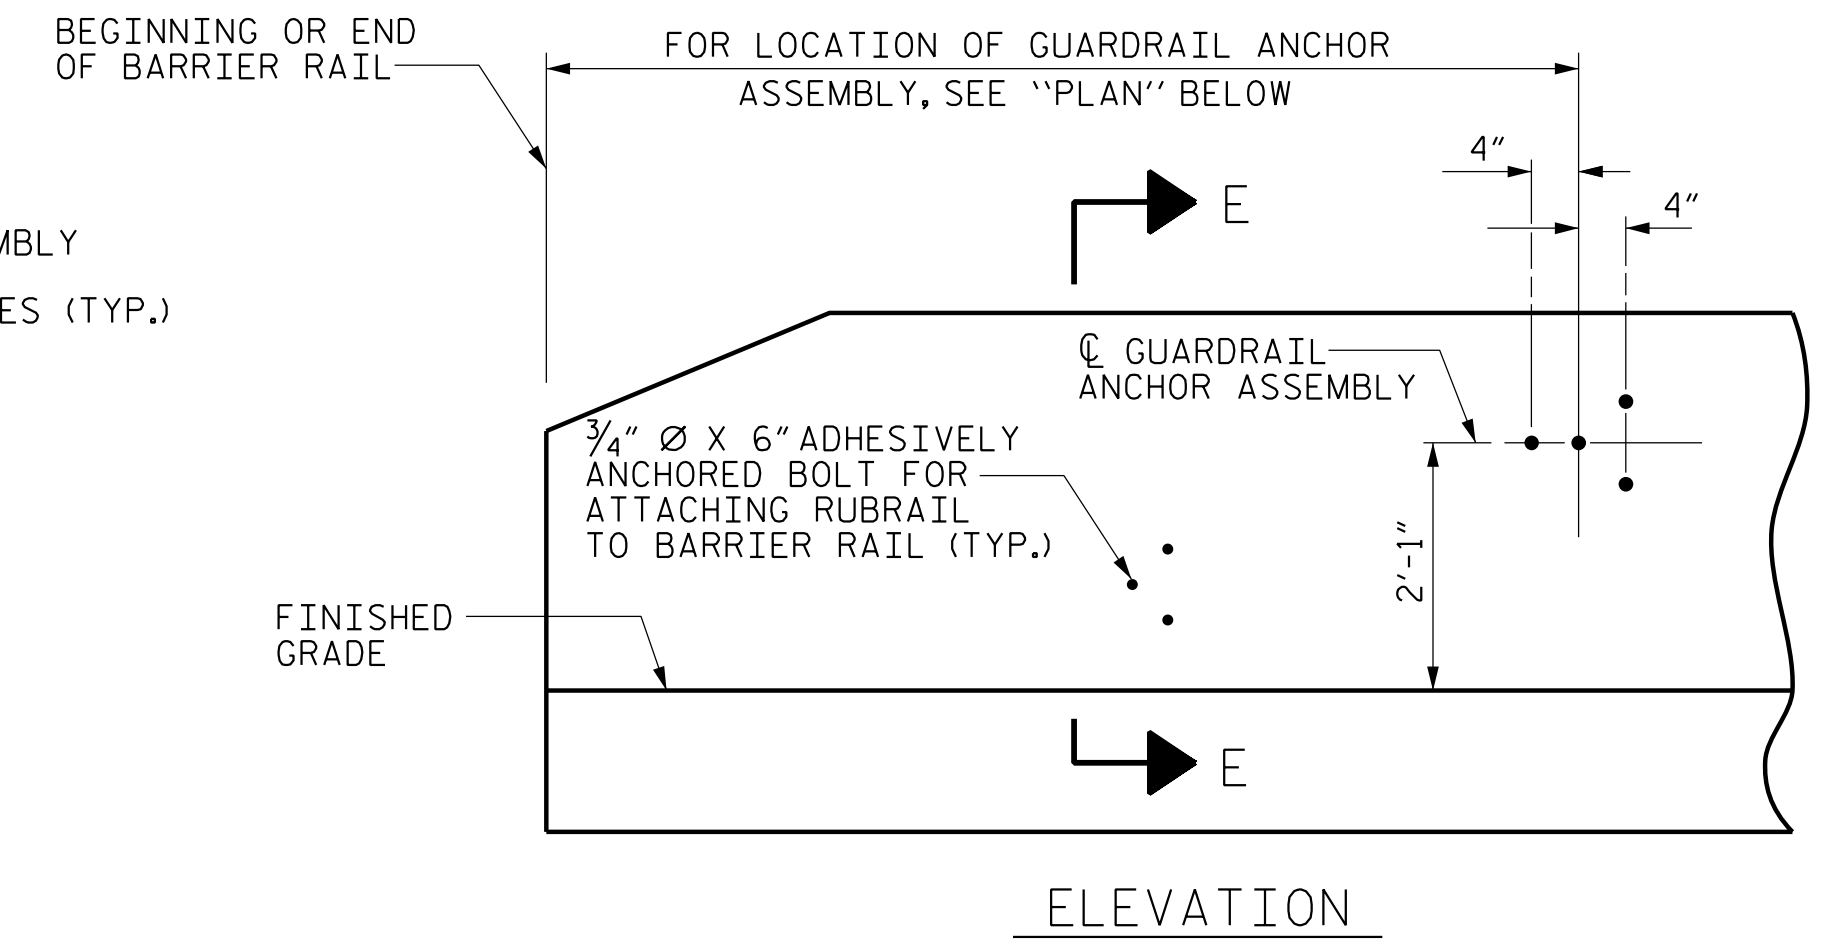 BEGINNING OR END
OF BARRIER RAIL
FOR LOCATION OF GUARDRAIL ANCHOR
ASSEMBLY, SEE ‵‵PLAN″ BELOW
4″
4″
E
MBLY
ES (TYP.)
℄ GUARDRAIL
ANCHOR ASSEMBLY
3/4″ Ø X 6″ ADHESIVELY
ANCHORED BOLT FOR
ATTACHING RUBRAIL
TO BARRIER RAIL (TYP.)
2′-1″
FINISHED
GRADE
E
ELEVATION